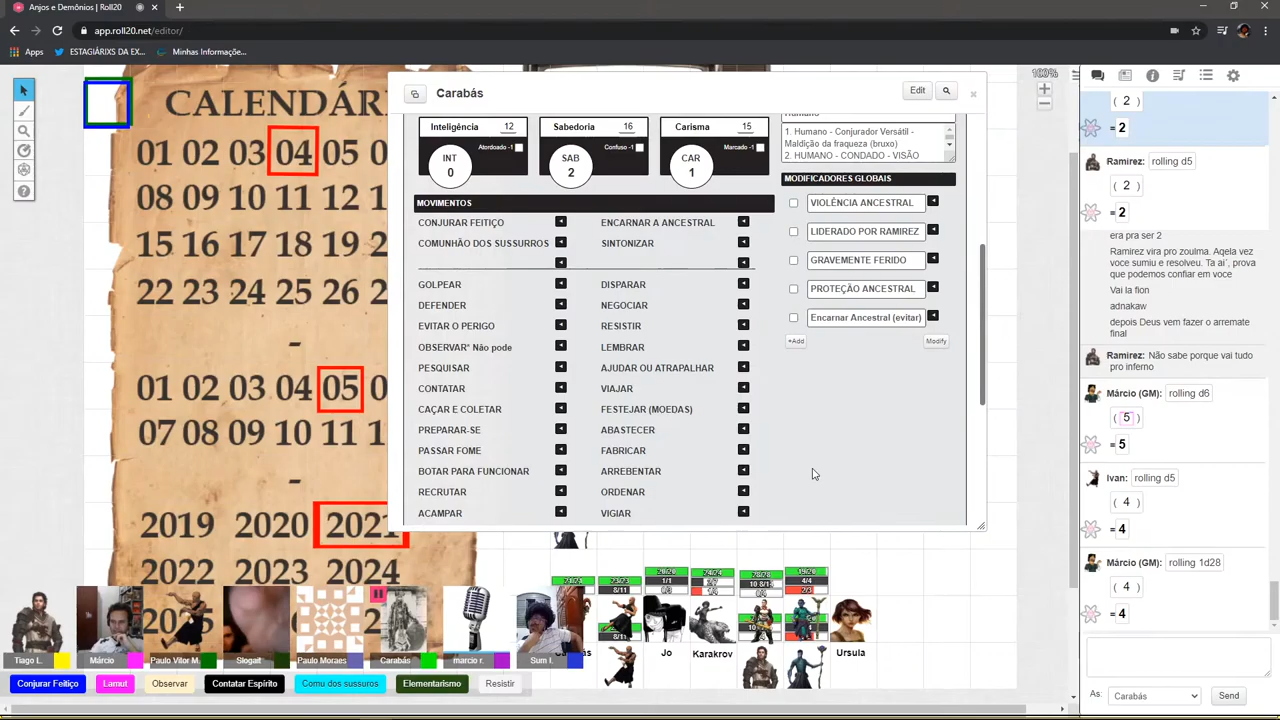 Anjos e Demônios | Roll20
app.roll20.net/editor/
Apps
ESTAGIÁRIXS DA EX...
Minhas Informaçõe...
CALENDÁR
01 02 03 04 05 0
08 09 10 11 12 1
15 16 17 18 19 2
22 23 24 25 26 2
-
01 02 03 04 05 0
07 08 09 10 11 1
-
2019 2020 2021
2022 2023 2024
2025
Carabás
Edit
Inteligência 12
Atordoado -1
INT
0
Sabedoria 16
Confuso -1
SAB
2
Carisma 15
Marcado -1
CAR
1
Humano
1. Humano - Conjurador Versátil -
Maldição da fraqueza (bruxo)
2. HUMANO - CONDADO - VISÃO
MOVIMENTOS
CONJURAR FEITIÇO
ENCARNAR A ANCESTRAL
COMUNHÃO DOS SUSSURROS
SINTONIZAR
GOLPEAR
DISPARAR
DEFENDER
NEGOCIAR
EVITAR O PERIGO
RESISTIR
OBSERVAR* Não pode
LEMBRAR
PESQUISAR
AJUDAR OU ATRAPALHAR
CONTATAR
VIAJAR
CAÇAR E COLETAR
FESTEJAR (MOEDAS)
PREPARAR-SE
ABASTECER
PASSAR FOME
FABRICAR
BOTAR PARA FUNCIONAR
ARREBENTAR
RECRUTAR
ORDENAR
ACAMPAR
VIGIAR
MODIFICADORES GLOBAIS
VIOLÊNCIA ANCESTRAL
LIDERADO POR RAMIREZ
GRAVEMENTE FERIDO
PROTEÇÃO ANCESTRAL
Encarnar Ancestral (evitar)
+Add
Modify
100%
( 2 )
= 2
Ramirez: rolling d5
( 2 )
= 2
era pra ser 2
Ramirez vira pro zoulma. Aqela vez
voce sumiu e resolveu. Ta ai´, prova
que podemos confiar em voce
Vai la fion
adnakaw
depois Deus vem fazer o arremate
final
Ramirez: Não sabe porque vai tudo
pro inferno
Márcio (GM): rolling d6
( 5 )
= 5
Ivan: rolling d5
( 4 )
= 4
Márcio (GM): rolling 1d28
( 4 )
= 4
As: Carabás
Send
Jo
Karakrov
Ursula
Tiago L.
Márcio
Paulo Vitor M.
Slogait
Paulo Moraes
Carabás
marcio r.
Sum I.
Conjurar Feitiço
Lamut
Observar
Contatar Espírito
Comu dos sussuros
Elementarismo
Resistir